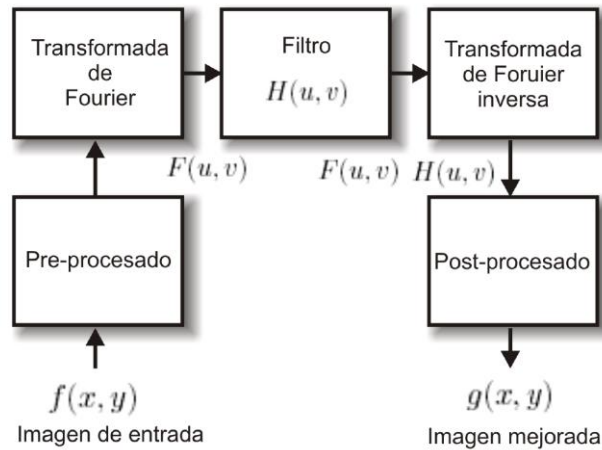 Transformada
de
Fourier
Filtro
H(u, v)
Transformada
de Foruier
inversa
F(u, v)
F(u, v) H(u, v)
Pre-procesado
Post-procesado
f(x, y)
Imagen de entrada
g(x, y)
Imagen mejorada